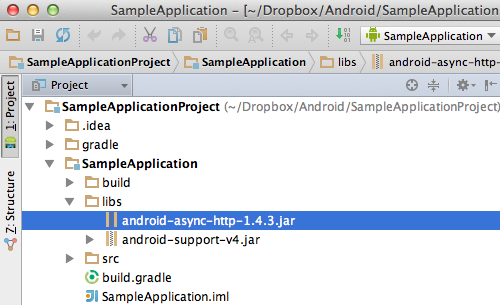 SampleApplication – [~/Dropbox/Android/SampleApplication
SampleApplication
SampleApplicationProject SampleApplication libs android-async-http-
1: Project
Project
SampleApplicationProject (~/Dropbox/Android/SampleApplicationProject)
.idea
gradle
SampleApplication
build
libs
android-async-http-1.4.3.jar
android-support-v4.jar
src
build.gradle
SampleApplication.iml
Z: Structure